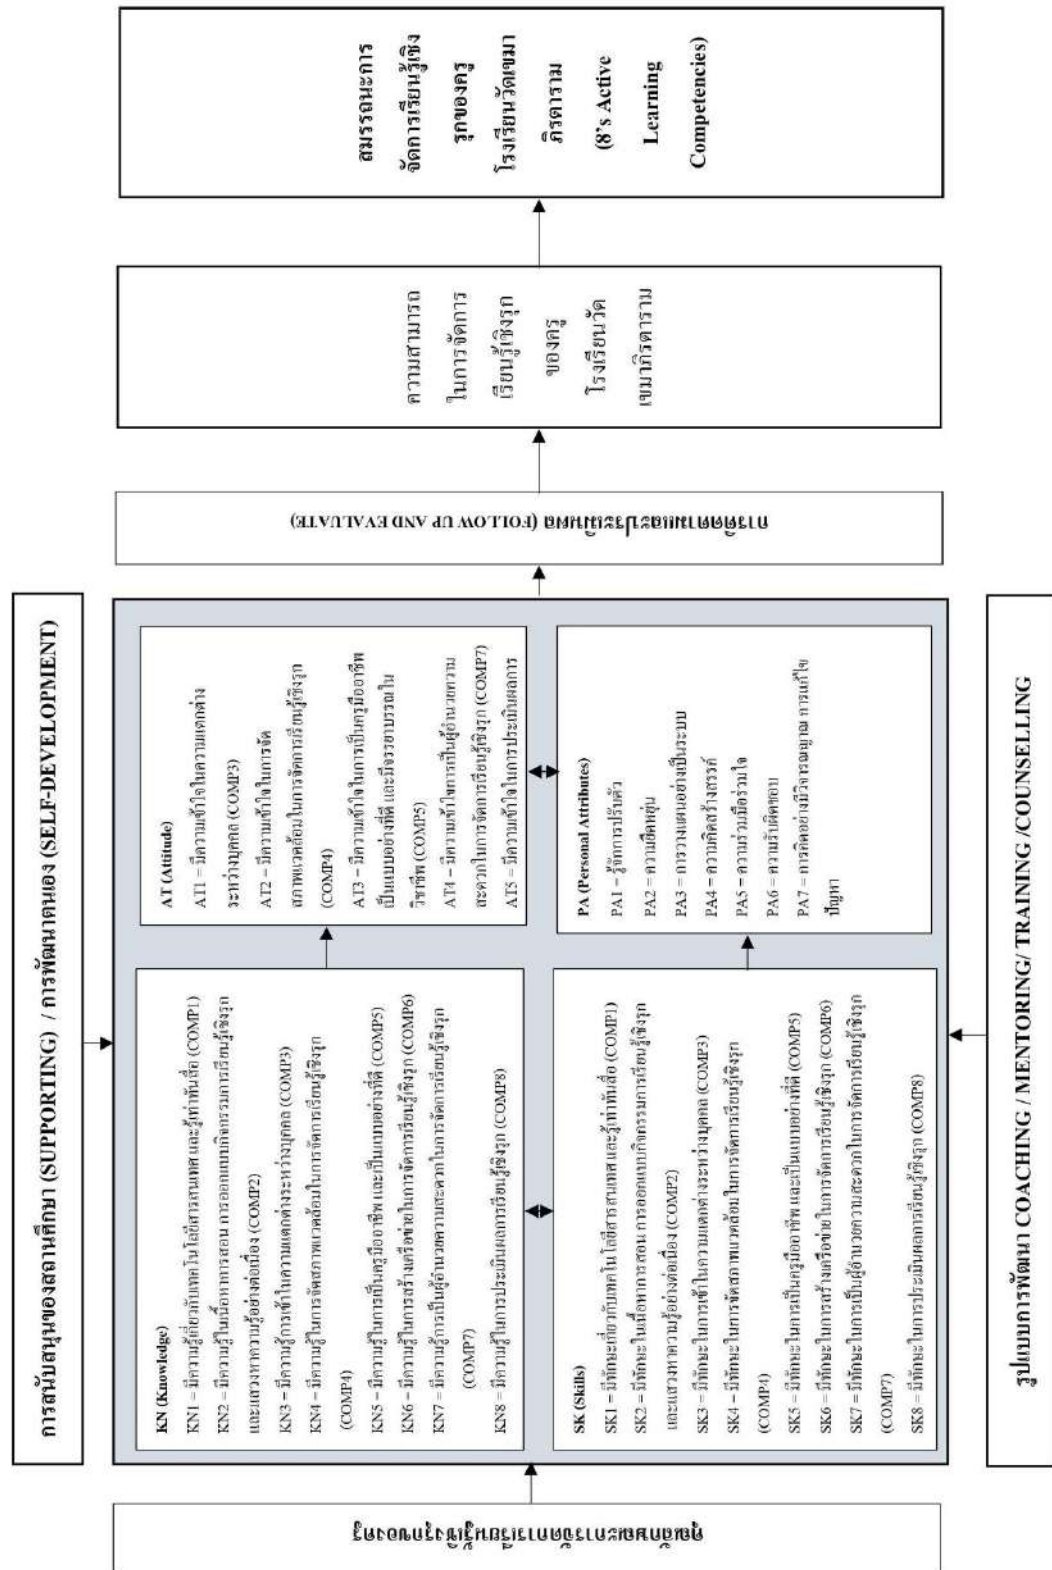 การสนับสนุนของสถานศึกษา (SUPPORTING) / การพัฒนาตนเอง (SELF-DEVELOPMENT)
คุณลักษณะการจัดการเรียนรู้เชิงรุกของครู
KN (Knowledge)
KN1 = มีความรู้เกี่ยวกับเทคโนโลยีสารสนเทศ และรู้เท่าทันสื่อ (COMP1)
KN2 = มีความรู้ในเนื้อหาการสอน การออกแบบกิจกรรมการเรียนรู้เชิงรุก
และแสวงหาความรู้อย่างต่อเนื่อง (COMP2)
KN3 = มีความรู้การเข้าใจความแตกต่างระหว่างบุคคล (COMP3)
KN4 = มีความรู้ในการจัดสภาพแวดล้อมในการจัดการเรียนรู้เชิงรุก
(COMP4)
KN5 = มีความรู้ในการเป็นครูมืออาชีพ และเป็นแบบอย่างที่ดี (COMP5)
KN6 = มีความรู้ในการสร้างเครือข่ายในการจัดการเรียนรู้เชิงรุก (COMP6)
KN7 = มีความรู้การเป็นผู้อำนวยความสะดวกในการจัดการเรียนรู้เชิงรุก
(COMP7)
KN8 = มีความรู้ในการประเมินผลการเรียนรู้เชิงรุก (COMP8)
AT (Attitude)
AT1 = มีความเข้าใจในความแตกต่าง
ระหว่างบุคคล (COMP3)
AT2 = มีความเข้าใจในการจัด
สภาพแวดล้อมในการจัดการเรียนรู้เชิงรุก
(COMP4)
AT3 = มีความเข้าใจในการเป็นครูมืออาชีพ
เป็นแบบอย่างที่ดี และมีจรรยาบรรณใน
วิชาชีพ (COMP5)
AT4 = มีความเข้าใจการเป็นผู้อำนวยความ
สะดวกในการจัดการเรียนรู้เชิงรุก (COMP7)
AT5 = มีความเข้าใจในการประเมินผลการ
SK (Skills)
SK1 = มีทักษะเกี่ยวกับเทคโนโลยีสารสนเทศ และรู้เท่าทันสื่อ (COMP1)
SK2 = มีทักษะในเนื้อหาการสอน การออกแบบกิจกรรมการเรียนรู้เชิงรุก
และแสวงหาความรู้อย่างต่อเนื่อง (COMP2)
SK3 = มีทักษะในการเข้าใจความแตกต่างระหว่างบุคคล (COMP3)
SK4 = มีทักษะในการจัดสภาพแวดล้อมในการจัดการเรียนรู้เชิงรุก
(COMP4)
SK5 = มีทักษะในการเป็นครูมืออาชีพ และเป็นแบบอย่างที่ดี (COMP5)
SK6 = มีทักษะในการสร้างเครือข่ายในการจัดการเรียนรู้เชิงรุก (COMP6)
SK7 = มีทักษะในการเป็นผู้อำนวยความสะดวกในการจัดการเรียนรู้เชิงรุก
(COMP7)
SK8 = มีทักษะในการประเมินผลการเรียนรู้เชิงรุก (COMP8)
PA (Personal Attributes)
PA1 = รู้จักการปรับตัว
PA2 = ความยืดหยุ่น
PA3 = การวางแผนอย่างเป็นระบบ
PA4 = ความคิดสร้างสรรค์
PA5 = ความร่วมมือร่วมใจ
PA6 = ความรับผิดชอบ
PA7 = การคิดอย่างมีวิจารณญาณ การแก้ไข
ปัญหา
การติดตามและประเมินผล (FOLLOW UP AND EVALUATE)
ความสามารถ
ในการจัดการ
เรียนรู้เชิงรุก
ของครู
โรงเรียนวัด
เขมาภิรตาราม
สมรรถนะการ
จัดการเรียนรู้เชิง
รุกของครู
โรงเรียนวัดเขมา
ภิรตาราม
(8's Active
Learning
Competencies)
รูปแบบการพัฒนา COACHING / MENTORING/ TRAINING /COUNSELLING